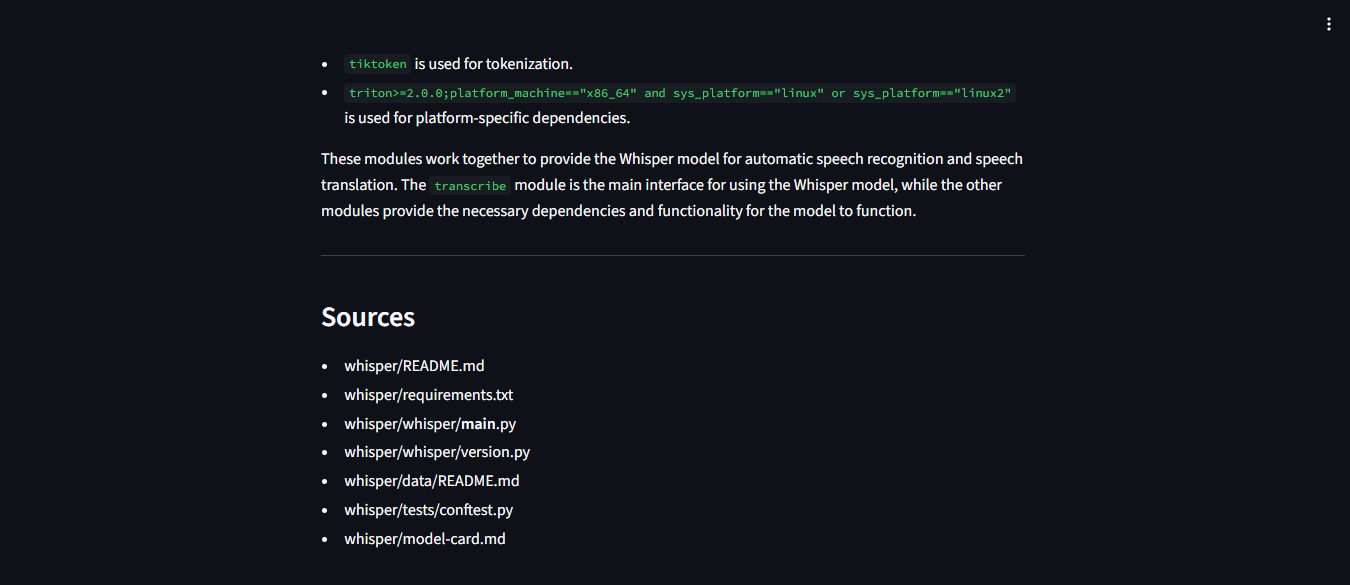 tiktoken is used for tokenization.
triton>=2.0.0;platform_machine=="x86_64" and sys_platform=="linux" or sys_platform=="linux2"
is used for platform-specific dependencies.
These modules work together to provide the Whisper model for automatic speech recognition and speech
translation. The transcribe module is the main interface for using the Whisper model, while the other
modules provide the necessary dependencies and functionality for the model to function.
Sources
whisper/README.md
whisper/requirements.txt
whisper/whisper/main.py
whisper/whisper/version.py
whisper/data/README.md
whisper/tests/conftest.py
whisper/model-card.md